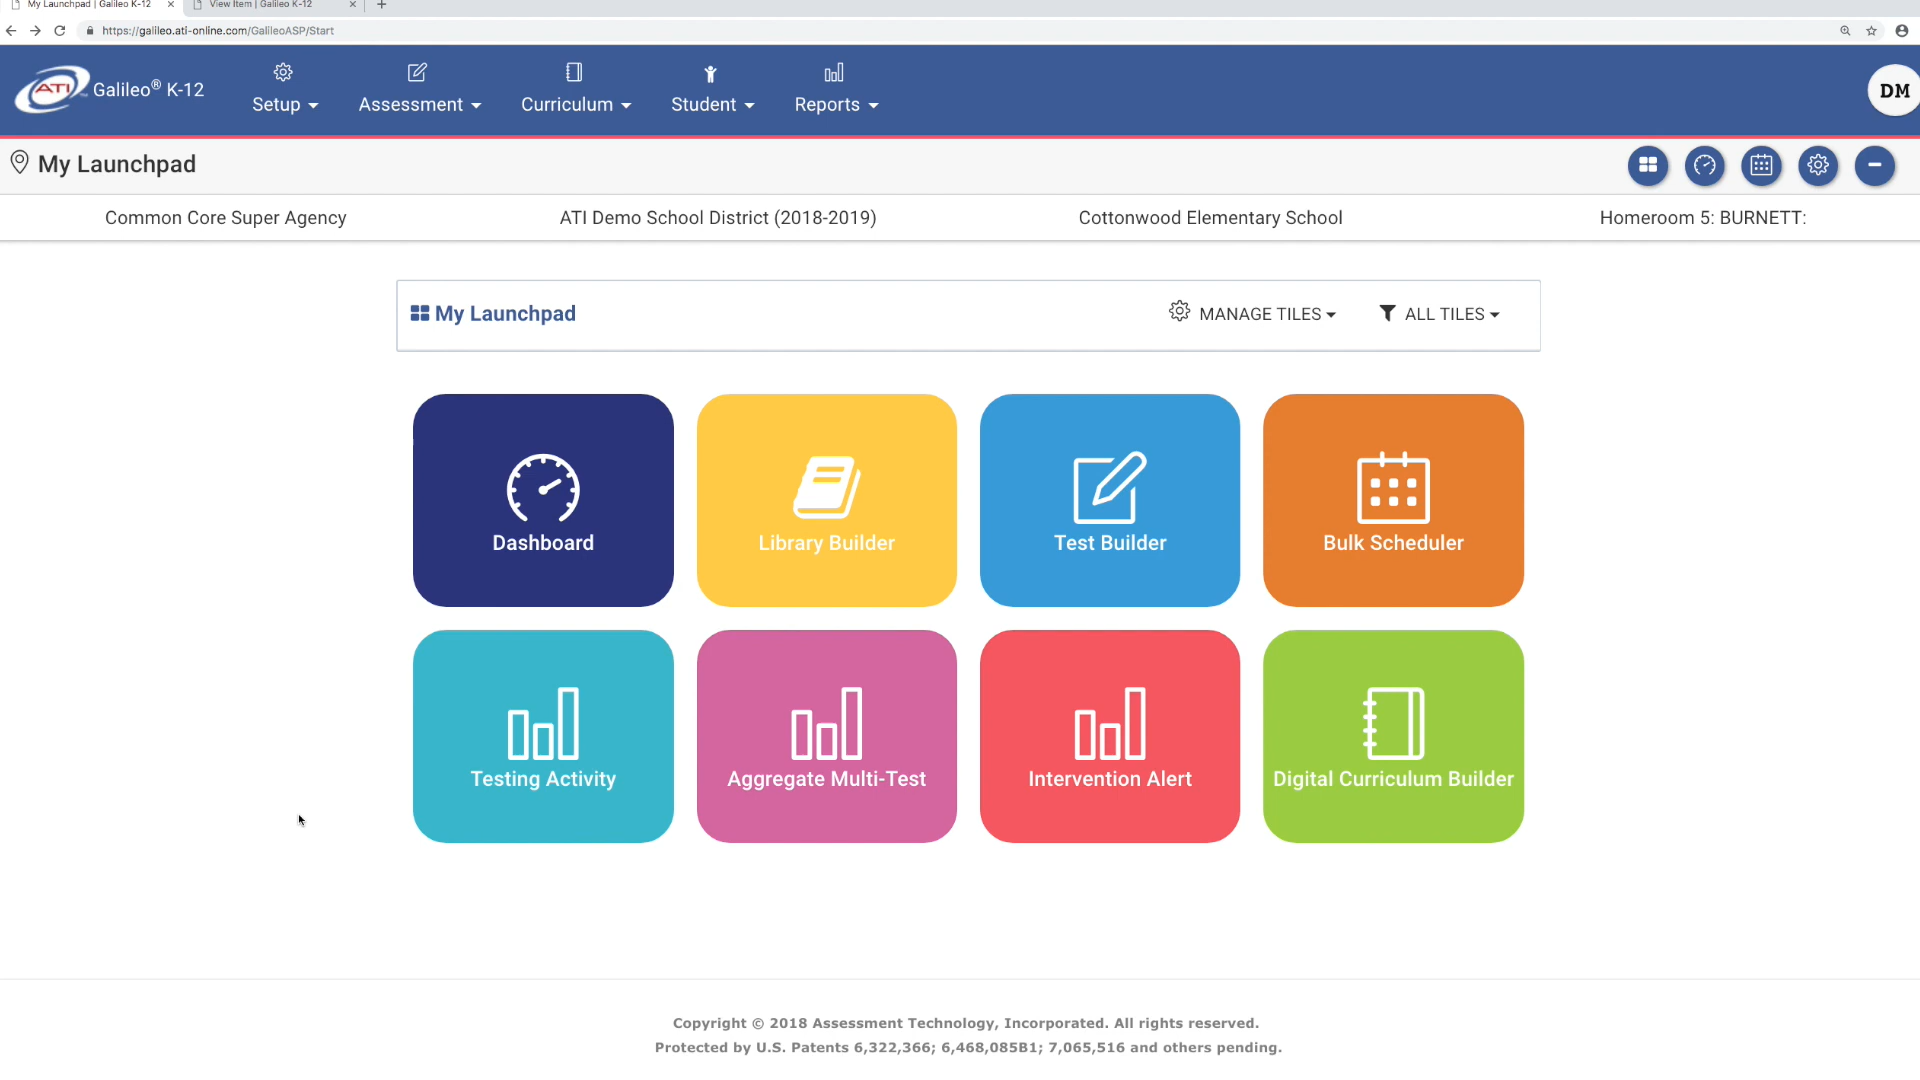 My Launchpad | Galileo K-12
View Item | Galileo K-12
https://galileo.ati-online.com/GalileoASP/Start
ATI Galileo® K-12
Setup
Assessment
Curriculum
Student
Reports
DM
My Launchpad
Common Core Super Agency
ATI Demo School District (2018-2019)
Cottonwood Elementary School
Homeroom 5: BURNETT:
My Launchpad
MANAGE TILES
ALL TILES
Dashboard
Library Builder
Test Builder
Bulk Scheduler
Testing Activity
Aggregate Multi-Test
Intervention Alert
Digital Curriculum Builder
Copyright © 2018 Assessment Technology, Incorporated. All rights reserved.
Protected by U.S. Patents 6,322,366; 6,468,085B1; 7,065,516 and others pending.